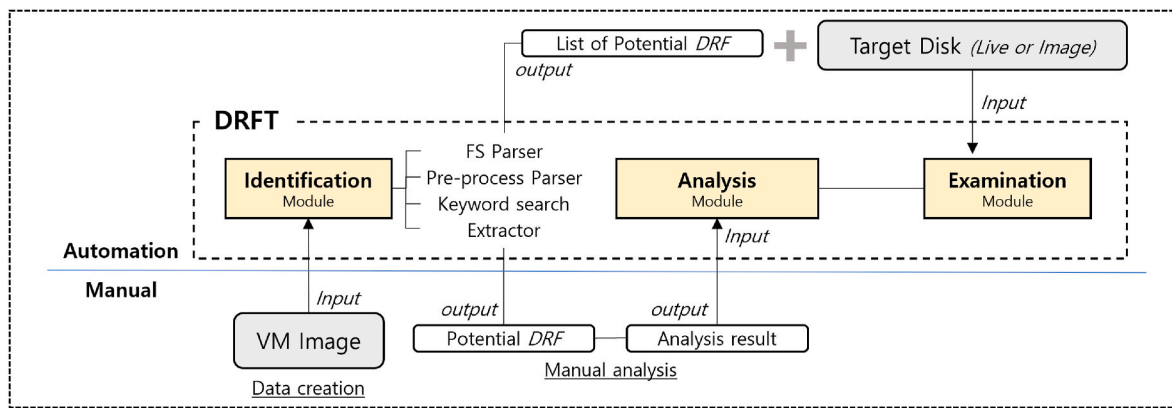 List of Potential DRF
Target Disk (Live or Image)
output
Input
DRFT
FS Parser
Identification
Module
Pre-process Parser
Keyword search
Extractor
Analysis
Module
Examination
Module
Input
Automation
Manual
Input
output
output
VM Image
Potential DRF
Analysis result
Data creation
Manual analysis